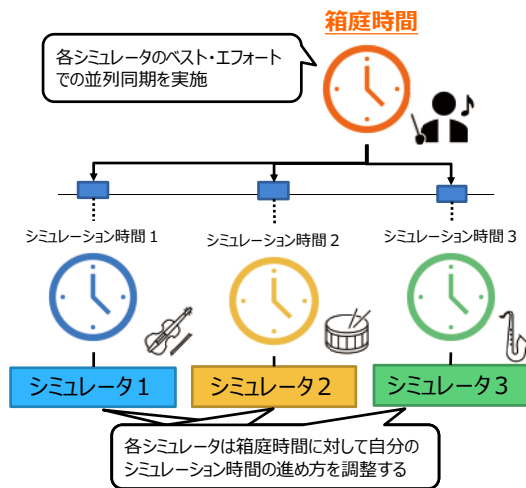 箱庭時間
各シミュレータのベスト・エフォート
での並列同期を実施
シミュレーション時間１
シミュレーション時間２
シミュレーション時間３
シミュレータ１
シミュレータ２
シミュレータ３
各シミュレータは箱庭時間に対して自分の
シミュレーション時間の進め方を調整する